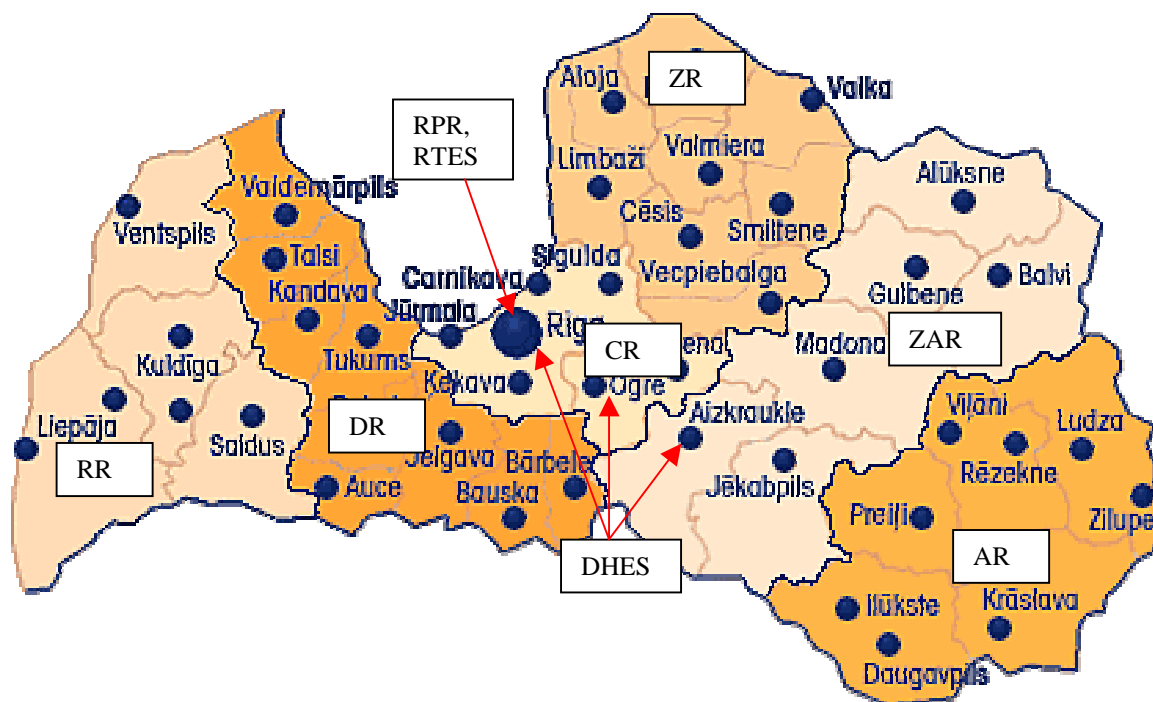 Aloja
ZR
Valka
RPR,
RTES
Limbaži
Valmiera
Alūksne
Valdemārpils
Cēsis
Smiltene
Ventspils
Talsi
Sigulda
Carnikava
Vecpiebalga
Balvi
Gulbene
Kandava
Jūrmala
Rīga
CR
Madona
ZAR
Kuldīga
Tukums
Ķekava
Ogre
Aizkraukle
Viļāni
Ludza
Liepāja
Saldus
DR
RR
Jelgava
Bārbele
Rēzekne
Jēkabpils
Auce
Bauska
Preiļi
Zilupe
DHES
AR
Ilūkste
Krāslava
Daugavpils